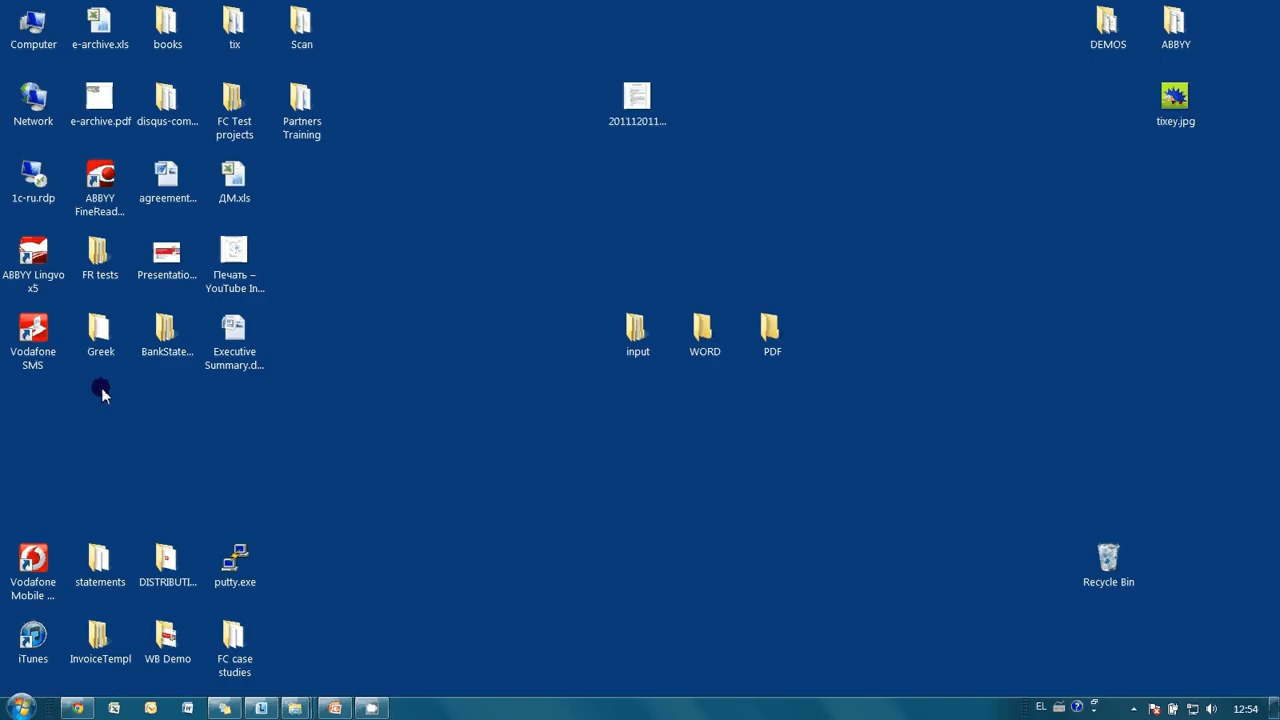 Computer
e-archive.xls
books
tix
Scan
DEMOS
ABBYY
Network
e-archive.pdf
disqus-com...
FC Test
projects
Partners
Training
201112011...
tixey.jpg
1c-ru.rdp
ABBYY
FineRead...
agreement...
ДМ.xls
ABBYY Lingvo
x5
FR tests
Presentatio...
Печать –
YouTube In...
Vodafone
SMS
Greek
BankState...
Executive
Summary.d...
input
WORD
PDF
Vodafone
Mobile ...
statements
DISTRIBUTI...
putty.exe
Recycle Bin
iTunes
InvoiceTempl
WB Demo
FC case
studies
EL
12:54